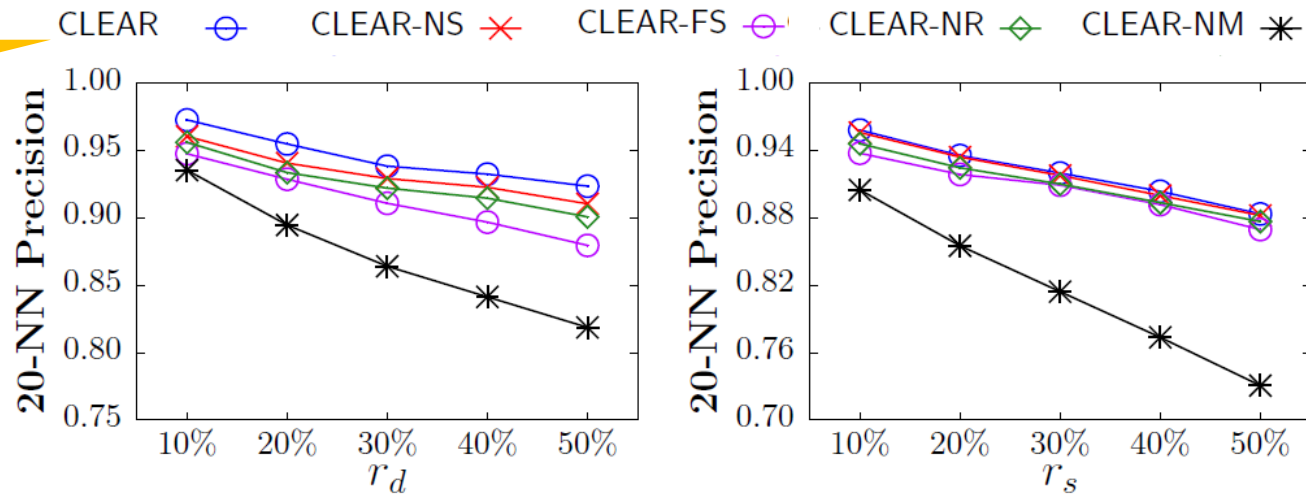 CLEAR CLEAR-NS CLEAR-FS CLEAR-NR CLEAR-NM
20-NN Precision
1.00
0.95
0.90
0.85
0.80
0.75
10% 20% 30% 40% 50%
r_d
20-NN Precision
1.00
0.94
0.88
0.82
0.76
0.70
10% 20% 30% 40% 50%
r_s